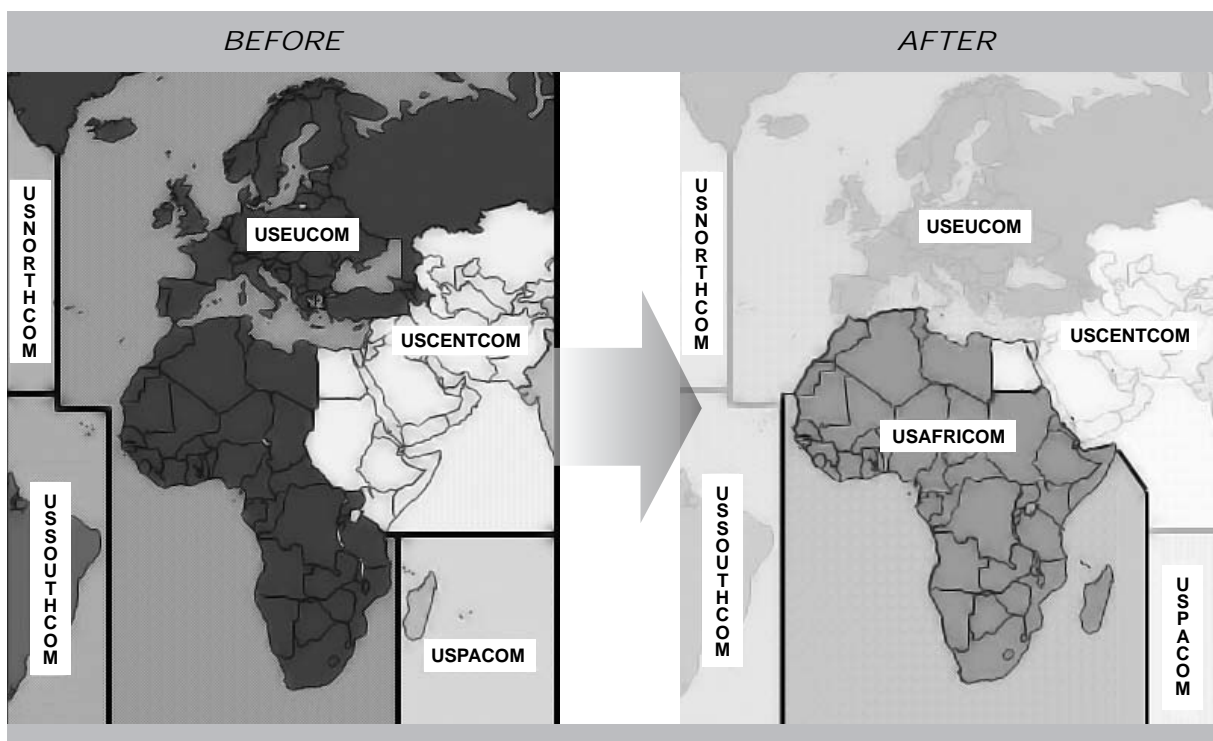 BEFORE
USNORTHCOM
USEUCOM
USCENTCOM
USSOUTHCOM
USPACOM
AFTER
USNORTHCOM
USEUCOM
USCENTCOM
USAFRICOM
USSOUTHCOM
USPACOM